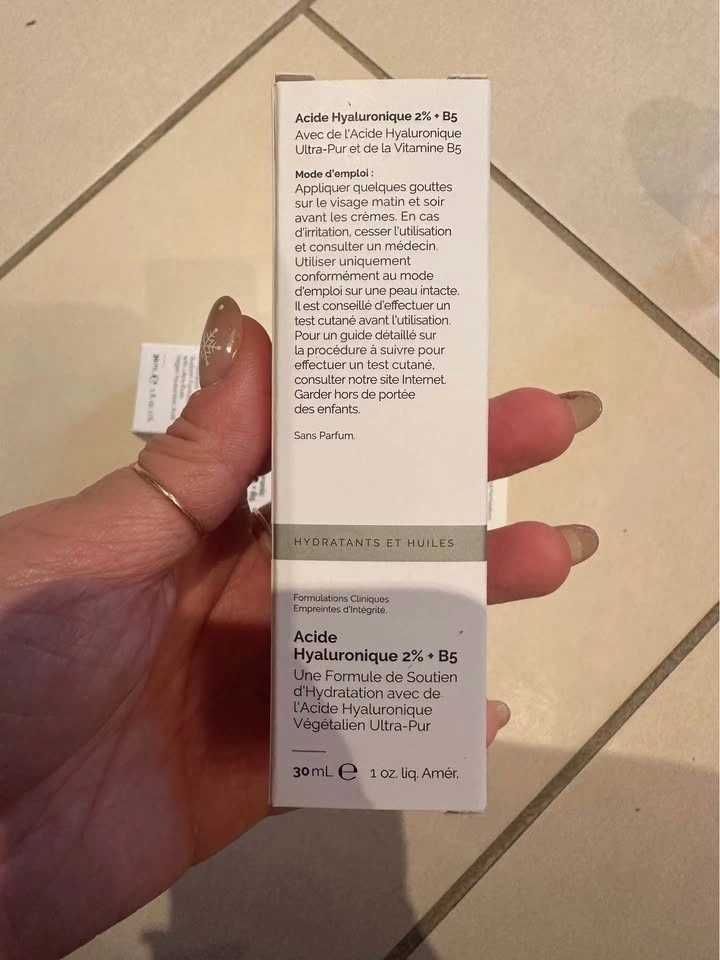 Acide Hyaluronique 2% + B5
Avec de l'Acide Hyaluronique
Ultra-Pur et de la Vitamine B5
Mode d'emploi :
Appliquer quelques gouttes
sur le visage matin et soir
avant les crèmes. En cas
d'irritation, cesser l'utilisation
et consulter un médecin.
Utiliser uniquement
conformément au mode
d'emploi sur une peau intacte.
Il est conseillé d'effectuer un
test cutané avant l'utilisation.
Pour un guide détaillé sur
la procédure à suivre pour
effectuer un test cutané,
consulter notre site Internet.
Garder hors de portée
des enfants.
Sans Parfum.
HYDRATANTS ET HUILES
Formulations Cliniques
Empreintes d'Intégrité.
Acide
Hyaluronique 2% + B5
Une Formule de Soutien
d'Hydratation avec de
l'Acide Hyaluronique
Végétalien Ultra-Pur
30 mL ℮ 1 oz. liq. Amér.
30 mL ℮